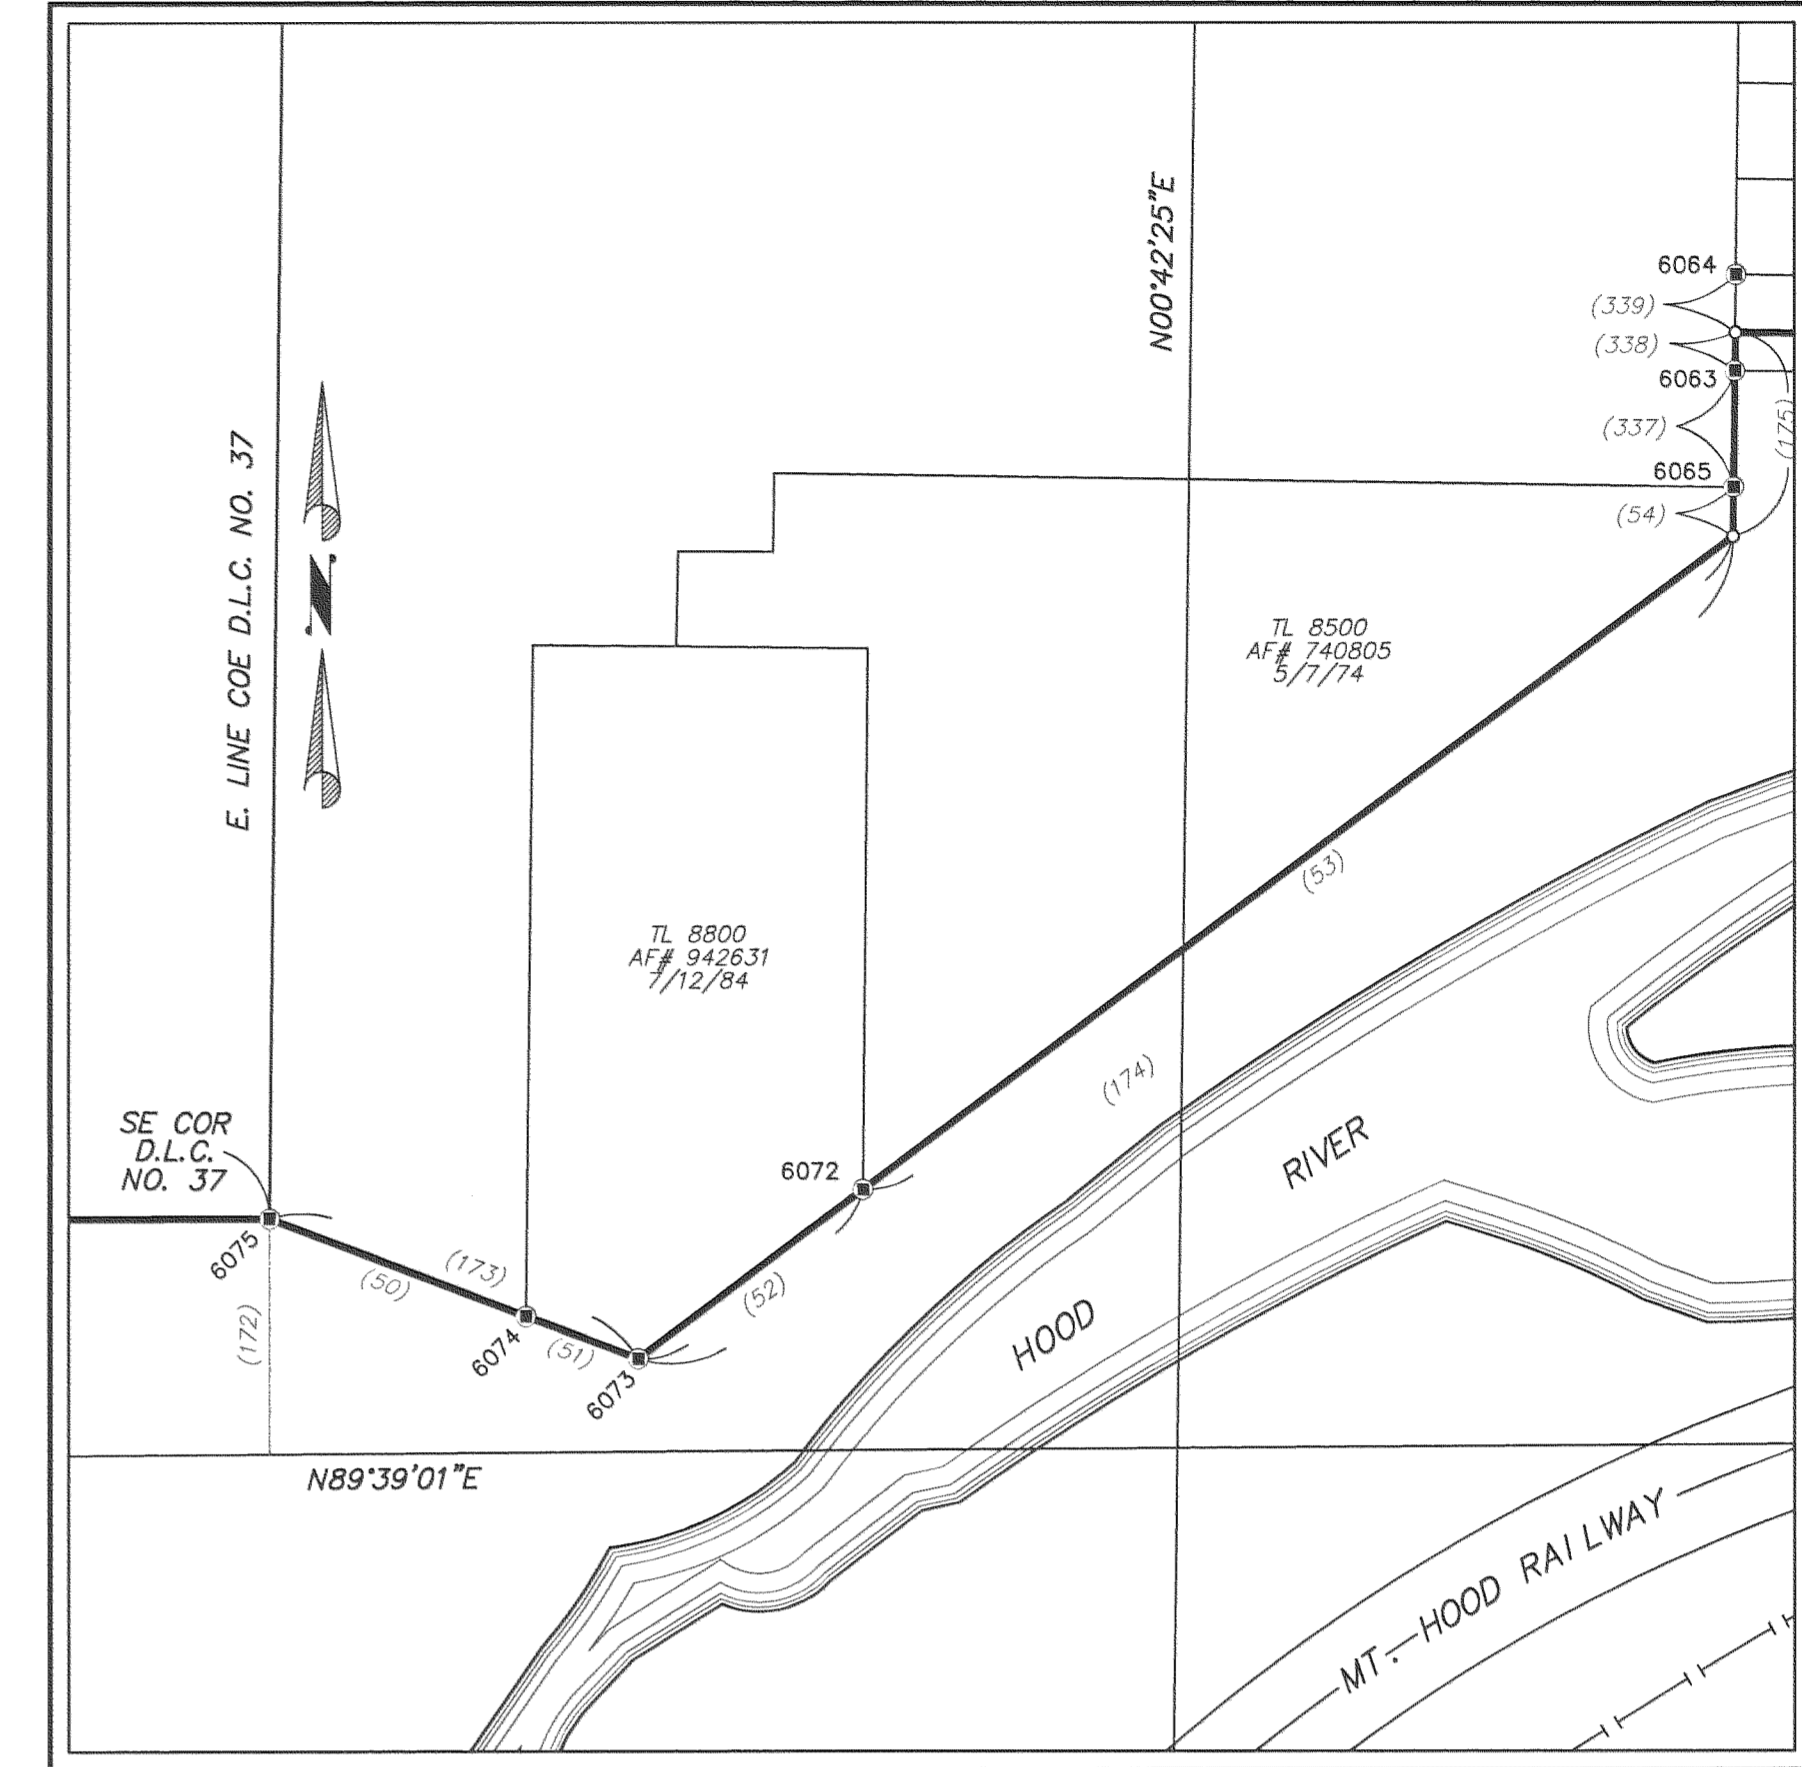 N00°42'25"E
6064
(339)
(338)
6063
(337)
(175)
6065
(54)
E. LINE COE D.L.C. NO. 37
N
TL 8500
AF# 740805
5/7/74
(53)
TL 8800
AF# 942631
7/12/84
(174)
SE COR
D.L.C.
NO. 37
6072
RIVER
6075
(173)
(50)
(52)
(172)
6074
(51)
HOOD
6073
N89°39'01"E
MT. HOOD RAILWAY